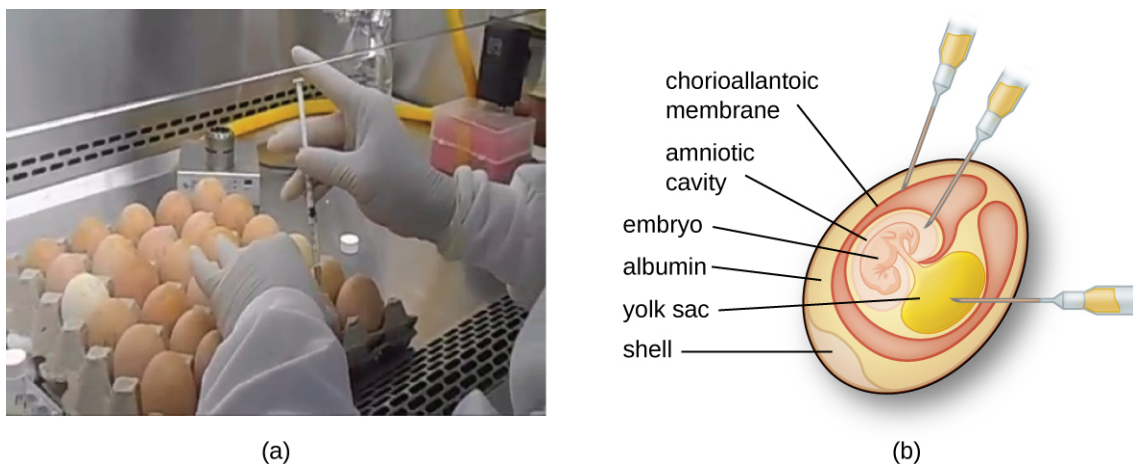 chorioallantoic
membrane
amniotic
cavity
embryo
albumin
yolk sac
shell
(a)
(b)